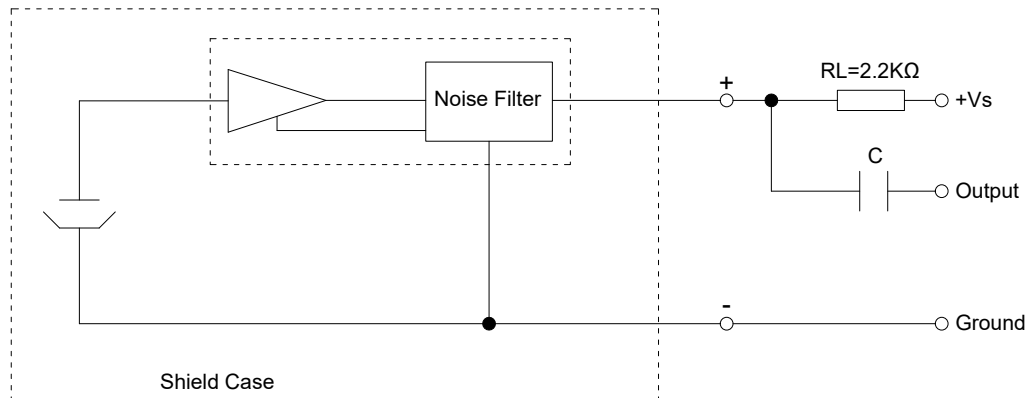 RL=2.2KΩ
Noise Filter
+
+Vs
C
Output
-
Ground
Shield Case